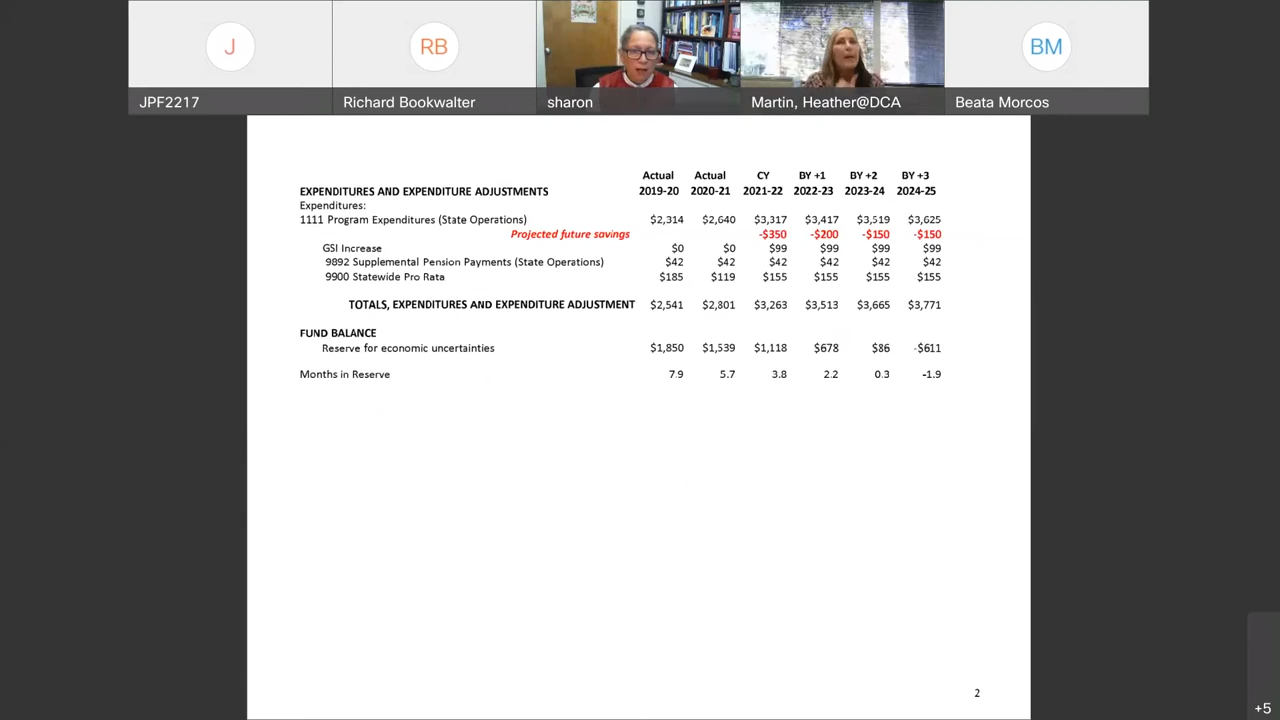 J
RB
BM
JPF2217
Richard Bookwalter
sharon
Martin, Heather@DCA
Beata Morcos
Actual Actual CY BY +1 BY +2 BY +3
EXPENDITURES AND EXPENDITURE ADJUSTMENTS 2019-20 2020-21 2021-22 2022-23 2023-24 2024-25
Expenditures:
1111 Program Expenditures (State Operations) $2,314 $2,640 $3,317 $3,417 $3,519 $3,625
Projected future savings -$350 -$200 -$150 -$150
GSI Increase $0 $0 $99 $99 $99 $99
9892 Supplemental Pension Payments (State Operations) $42 $42 $42 $42 $42 $42
9900 Statewide Pro Rata $185 $119 $155 $155 $155 $155
TOTALS, EXPENDITURES AND EXPENDITURE ADJUSTMENT $2,541 $2,801 $3,263 $3,513 $3,665 $3,771
FUND BALANCE
Reserve for economic uncertainties $1,850 $1,539 $1,118 $678 $86 -$611
Months in Reserve 7.9 5.7 3.8 2.2 0.3 -1.9
2
+5